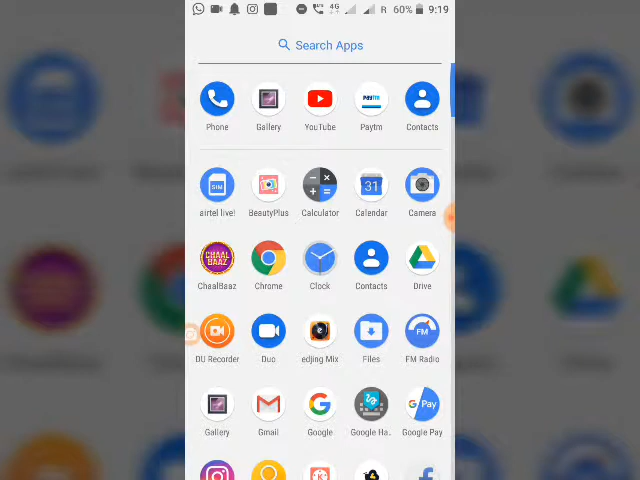 4G R 60% 9:19
Search Apps
Phone Gallery YouTube Paytm Contacts
airtel live! BeautyPlus Calculator Calendar Camera
ChaalBaaz Chrome Clock Contacts Drive
DU Recorder Duo edjing Mix Files FM Radio
Gallery Gmail Google Google Ha.. Google Pay